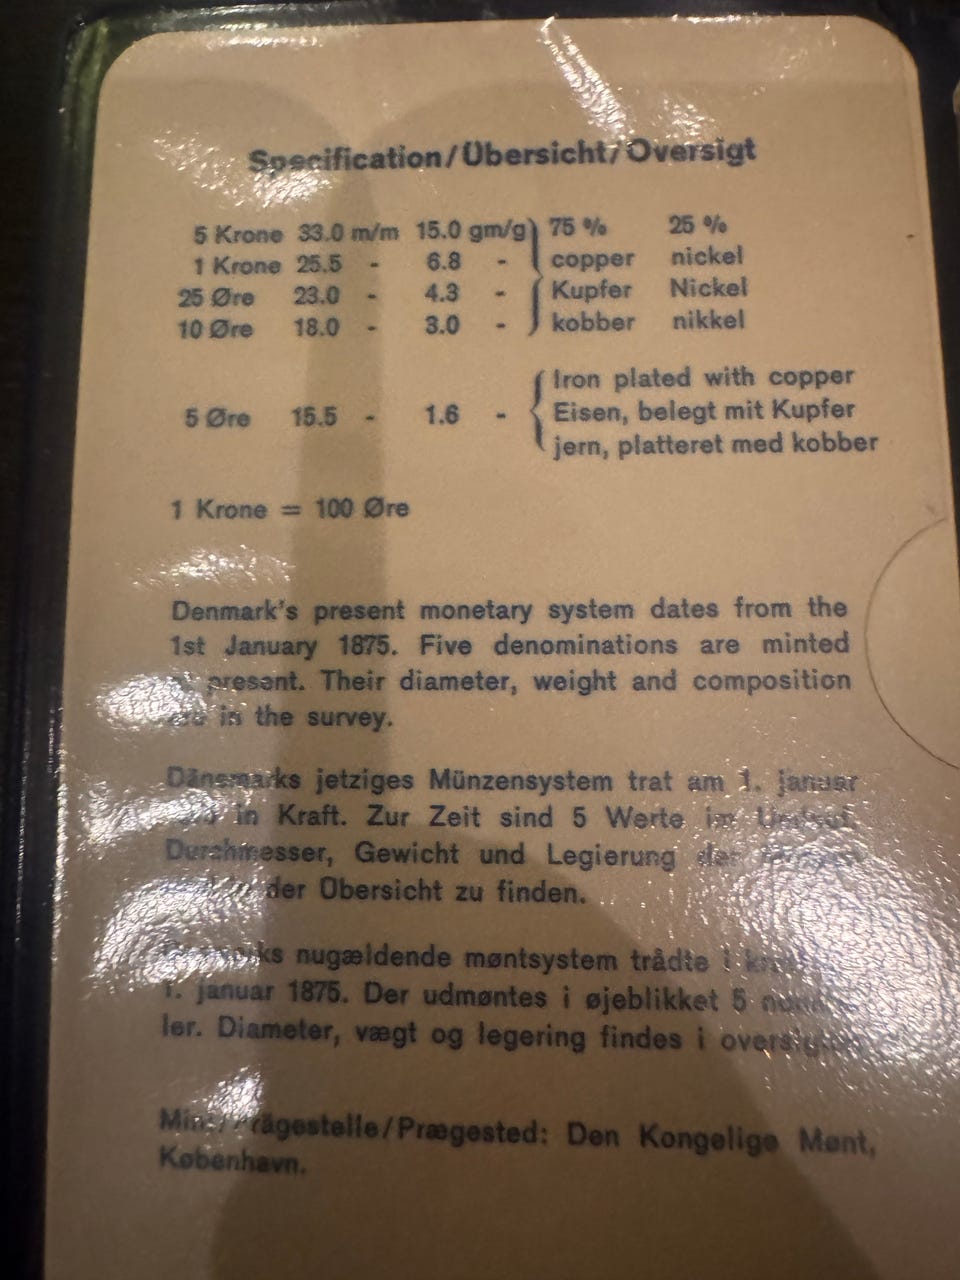 Specification/Übersicht/Oversigt
5 Krone 33.0 m/m 15.0 gm/g } 75 % 25 %
1 Krone 25.5 - 6.8 - copper nickel
25 Øre 23.0 - 4.3 - Kupfer Nickel
10 Øre 18.0 - 3.0 - kobber nikkel
Iron plated with copper
5 Øre 15.5 - 1.6 - { Eisen, belegt mit Kupfer
jern, platteret med kobber
1 Krone = 100 Øre
Denmark's present monetary system dates from the
1st January 1875. Five denominations are minted
at present. Their diameter, weight and composition
in the survey.
Dänemarks jetziges Münzensystem trat am 1. januar
in Kraft. Zur Zeit sind 5 Werte im
Durchmesser, Gewicht und Legierung der
der Obersicht zu finden.
nugældende møntsystem trådte i
1. januar 1875. Der udmøntes i øjeblikket 5
ler. Diameter, vægt og legering findes i
Mint/Prägestelle/Prægested: Den Kongelige Mønt,
København.